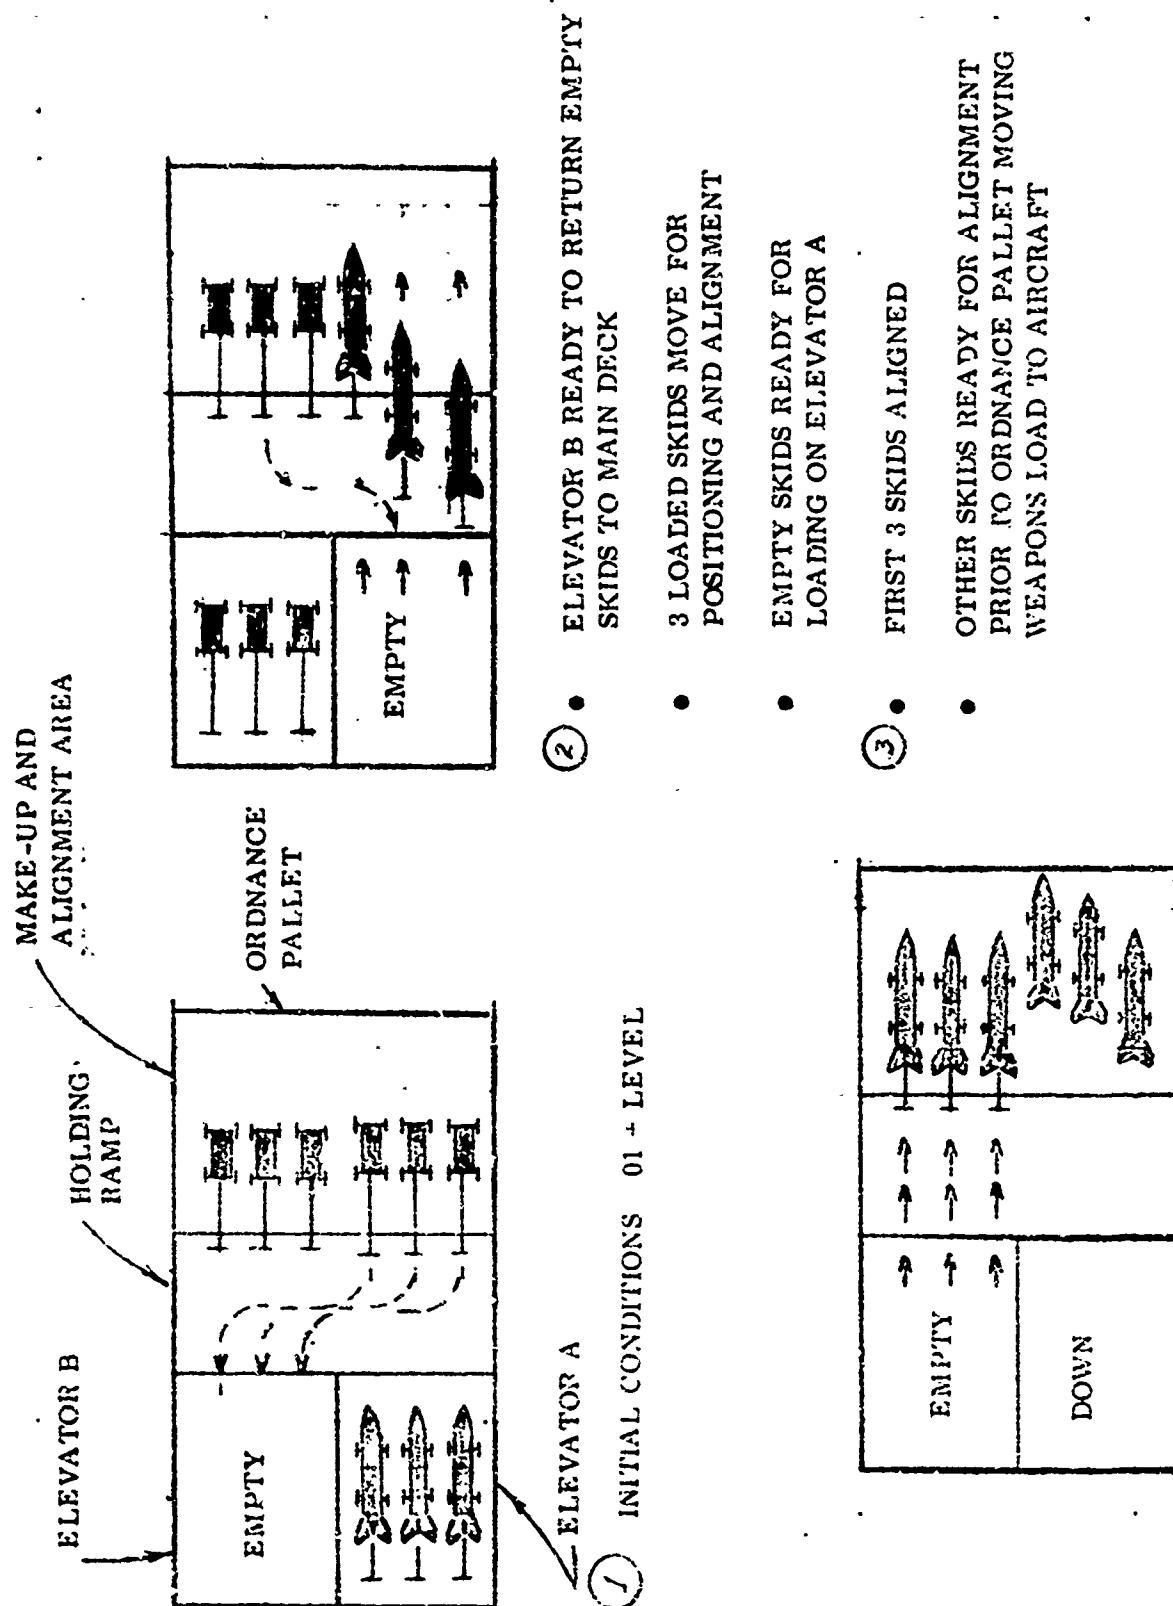 MAKE-UP AND
ALIGNMENT AREA
HOLDING
RAMP
ELEVATOR B
ORDNANCE
PALLET
EMPTY
ELEVATOR A
1
INITIAL CONDITIONS 01 - LEVEL
EMPTY
2
• ELEVATOR B READY TO RETURN EMPTY
SKIDS TO MAIN DECK
• 3 LOADED SKIDS MOVE FOR
POSITIONING AND ALIGNMENT
• EMPTY SKIDS READY FOR
LOADING ON ELEVATOR A
3
• FIRST 3 SKIDS ALIGNED
• OTHER SKIDS READY FOR ALIGNMENT
PRIOR TO ORDNANCE PALLET MOVING
WEAPONS LOAD TO AIRCRAFT
EMPTY
DOWN